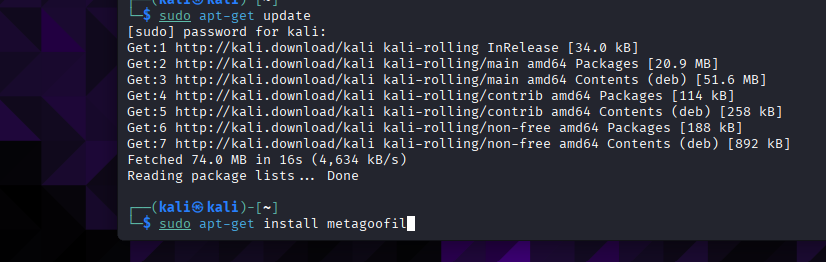 ┌──(kali㉿kali)-[~]
└─$ sudo apt-get update
[sudo] password for kali:
Get:1 http://kali.download/kali kali-rolling InRelease [34.0 kB]
Get:2 http://kali.download/kali kali-rolling/main amd64 Packages [20.9 MB]
Get:3 http://kali.download/kali kali-rolling/main amd64 Contents (deb) [51.6 MB]
Get:4 http://kali.download/kali kali-rolling/contrib amd64 Packages [114 kB]
Get:5 http://kali.download/kali kali-rolling/contrib amd64 Contents (deb) [258 kB]
Get:6 http://kali.download/kali kali-rolling/non-free amd64 Packages [188 kB]
Get:7 http://kali.download/kali kali-rolling/non-free amd64 Contents (deb) [892 kB]
Fetched 74.0 MB in 16s (4,634 kB/s)
Reading package lists... Done
┌──(kali㉿kali)-[~]
└─$ sudo apt-get install metagoofil